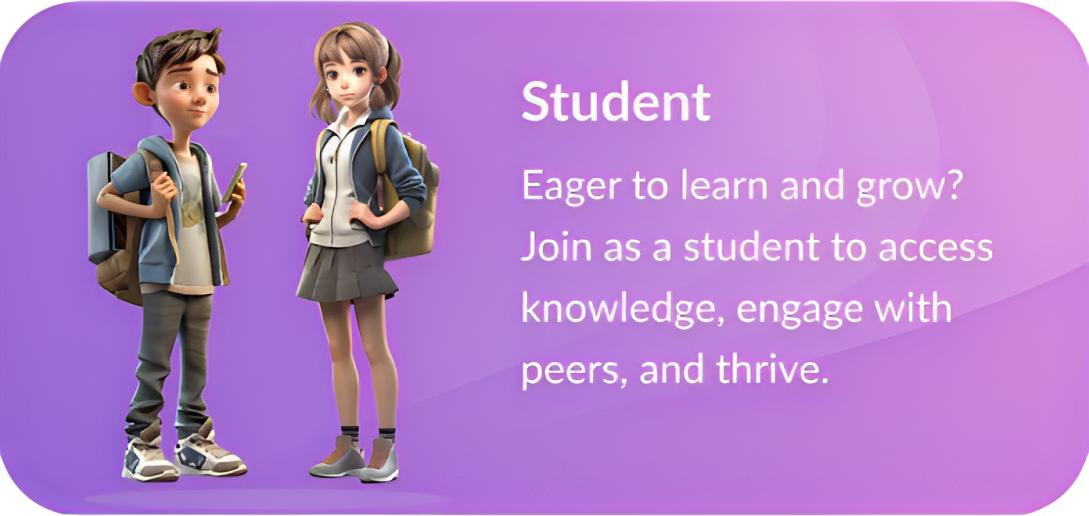 Student
Eager to learn and grow?
Join as a student to access
knowledge, engage with
peers, and thrive.